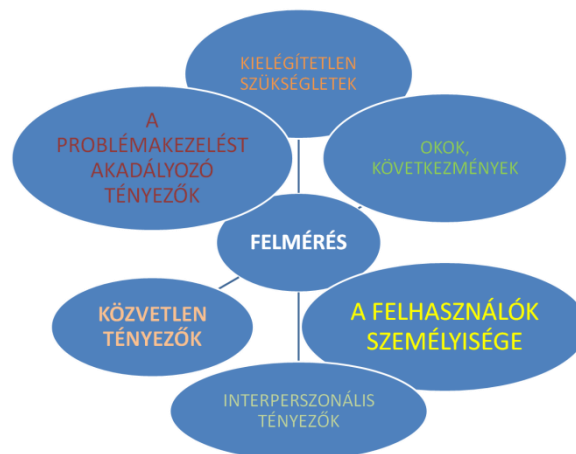 KIELÉGÍTETLEN
SZÜKSÉGLETEK
A
PROBLÉMAKEZELÉST
AKADÁLYOZÓ
TÉNYEZŐK
OKOK,
KÖVETKEZMÉNYEK
FELMÉRÉS
KÖZVETLEN
TÉNYEZŐK
A FELHASZNÁLÓK
SZEMÉLYISÉGE
INTERPERSZONÁLIS
TÉNYEZŐK